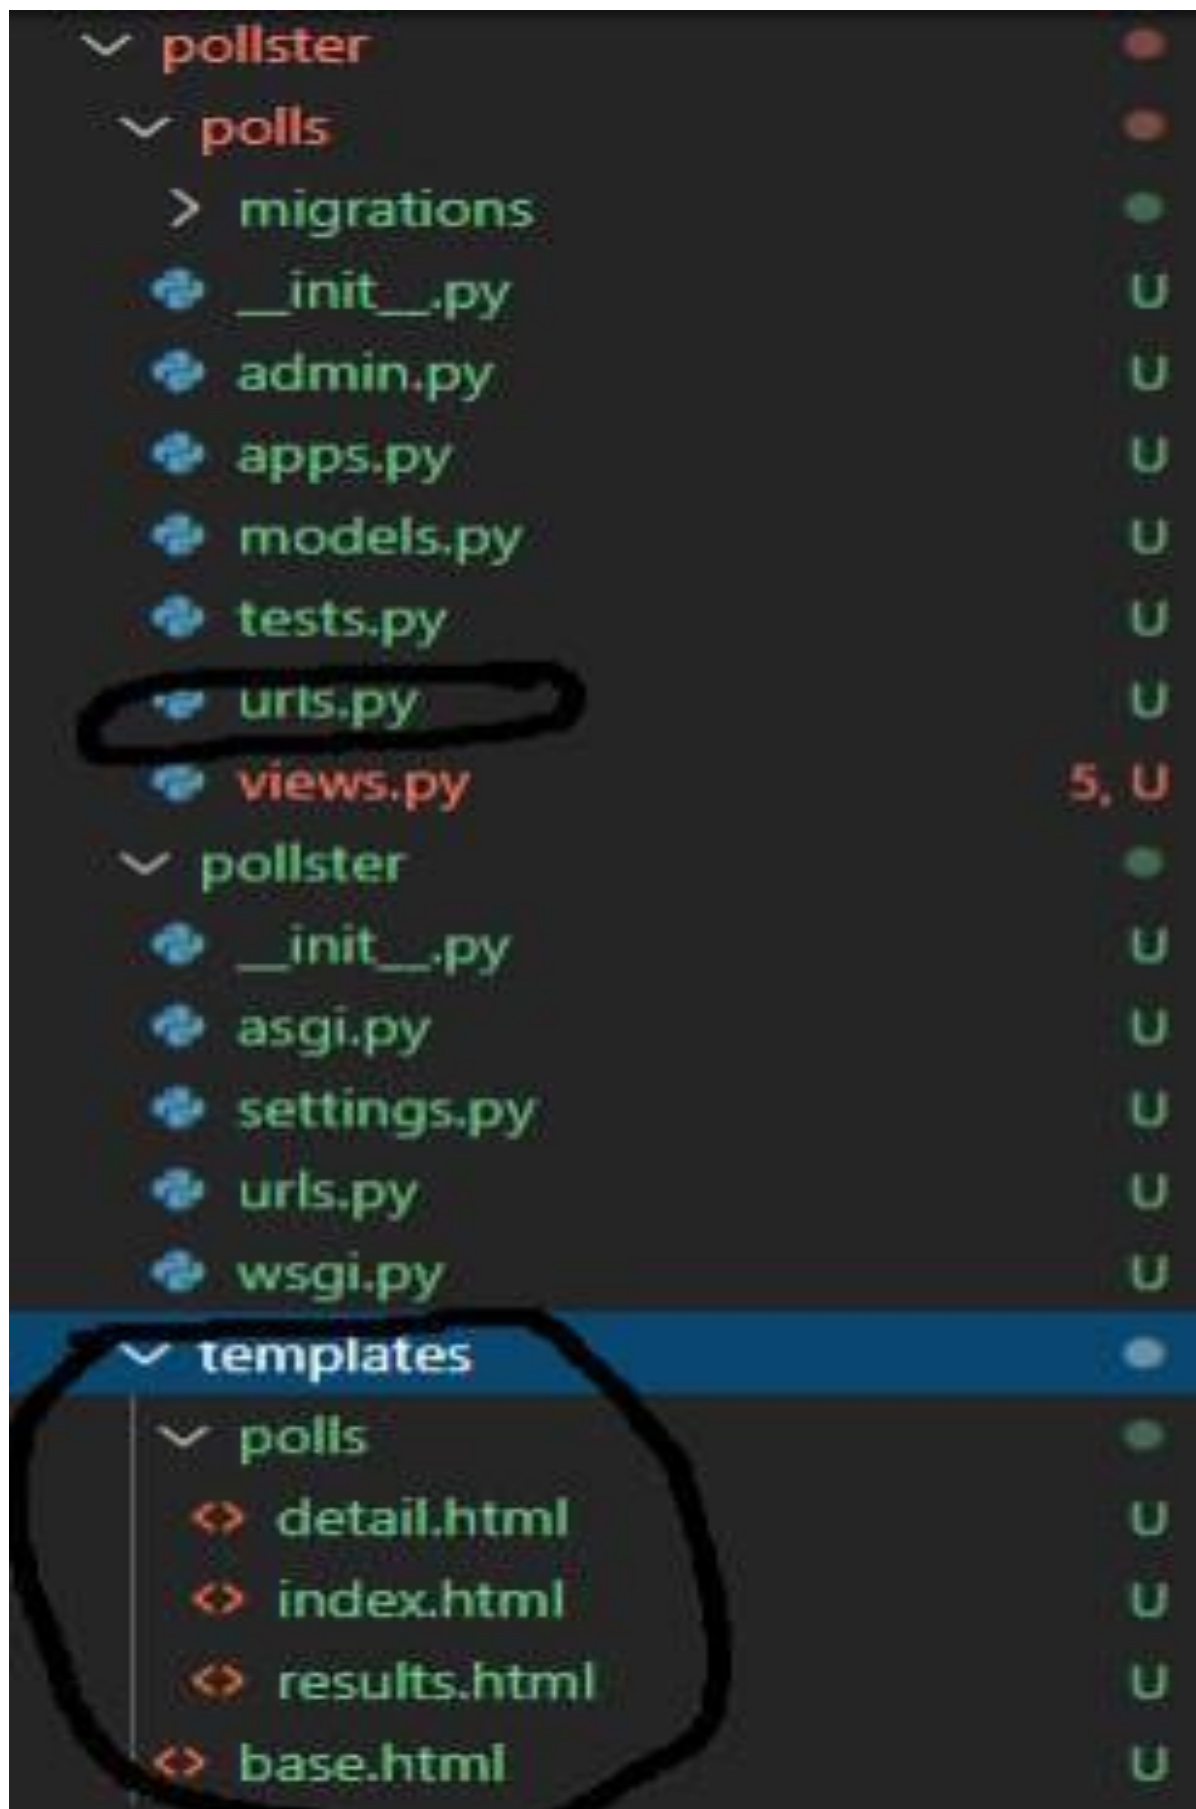 pollster
polls
migrations
__init__.py U
admin.py U
apps.py U
models.py U
tests.py U
urls.py U
views.py 5, U
pollster
__init__.py U
asgi.py U
settings.py U
urls.py U
wsgi.py U
templates
polls
detail.html U
index.html U
results.html U
base.html U